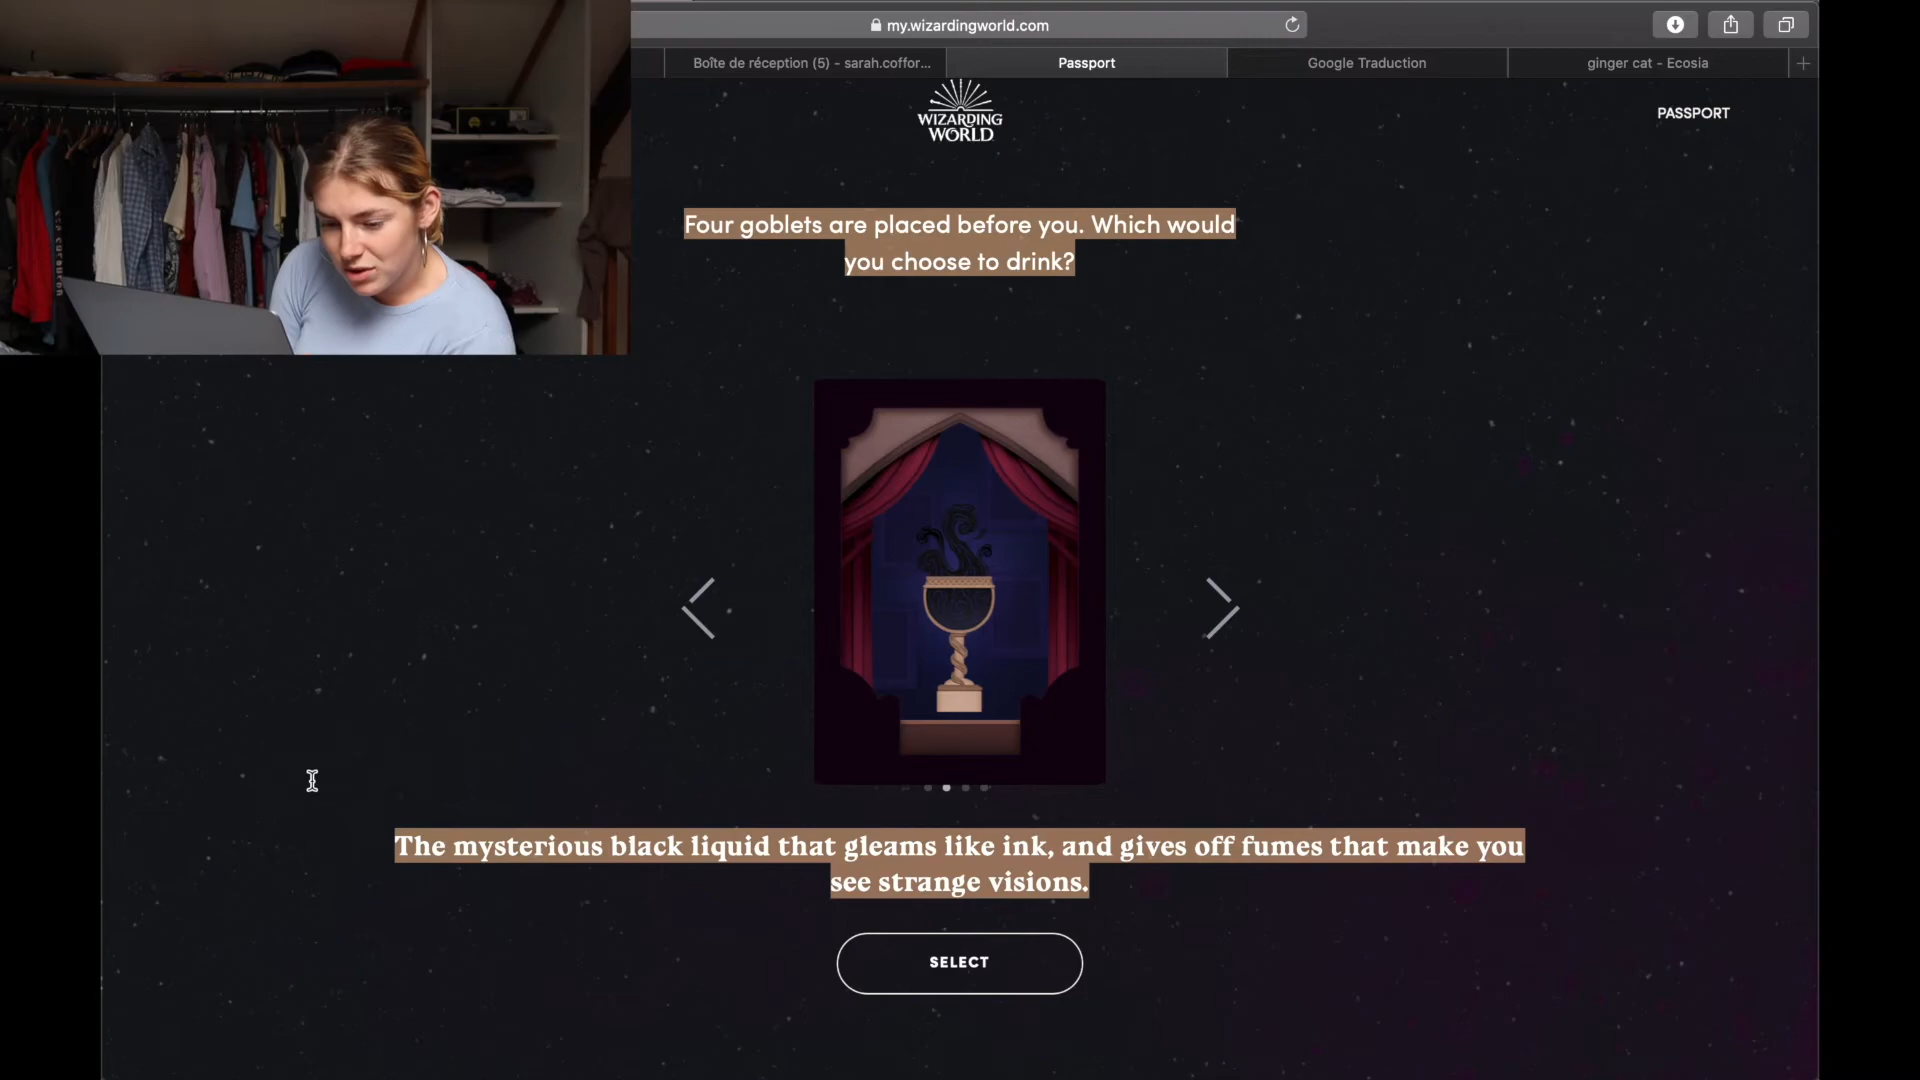 my.wizardingworld.com
Boîte de réception (5) - sarah.coffor...
Passport
Google Traduction
ginger cat - Ecosia
WIZARDING
WORLD
PASSPORT
Four goblets are placed before you. Which would
you choose to drink?
The mysterious black liquid that gleams like ink, and gives off fumes that make you
see strange visions.
SELECT